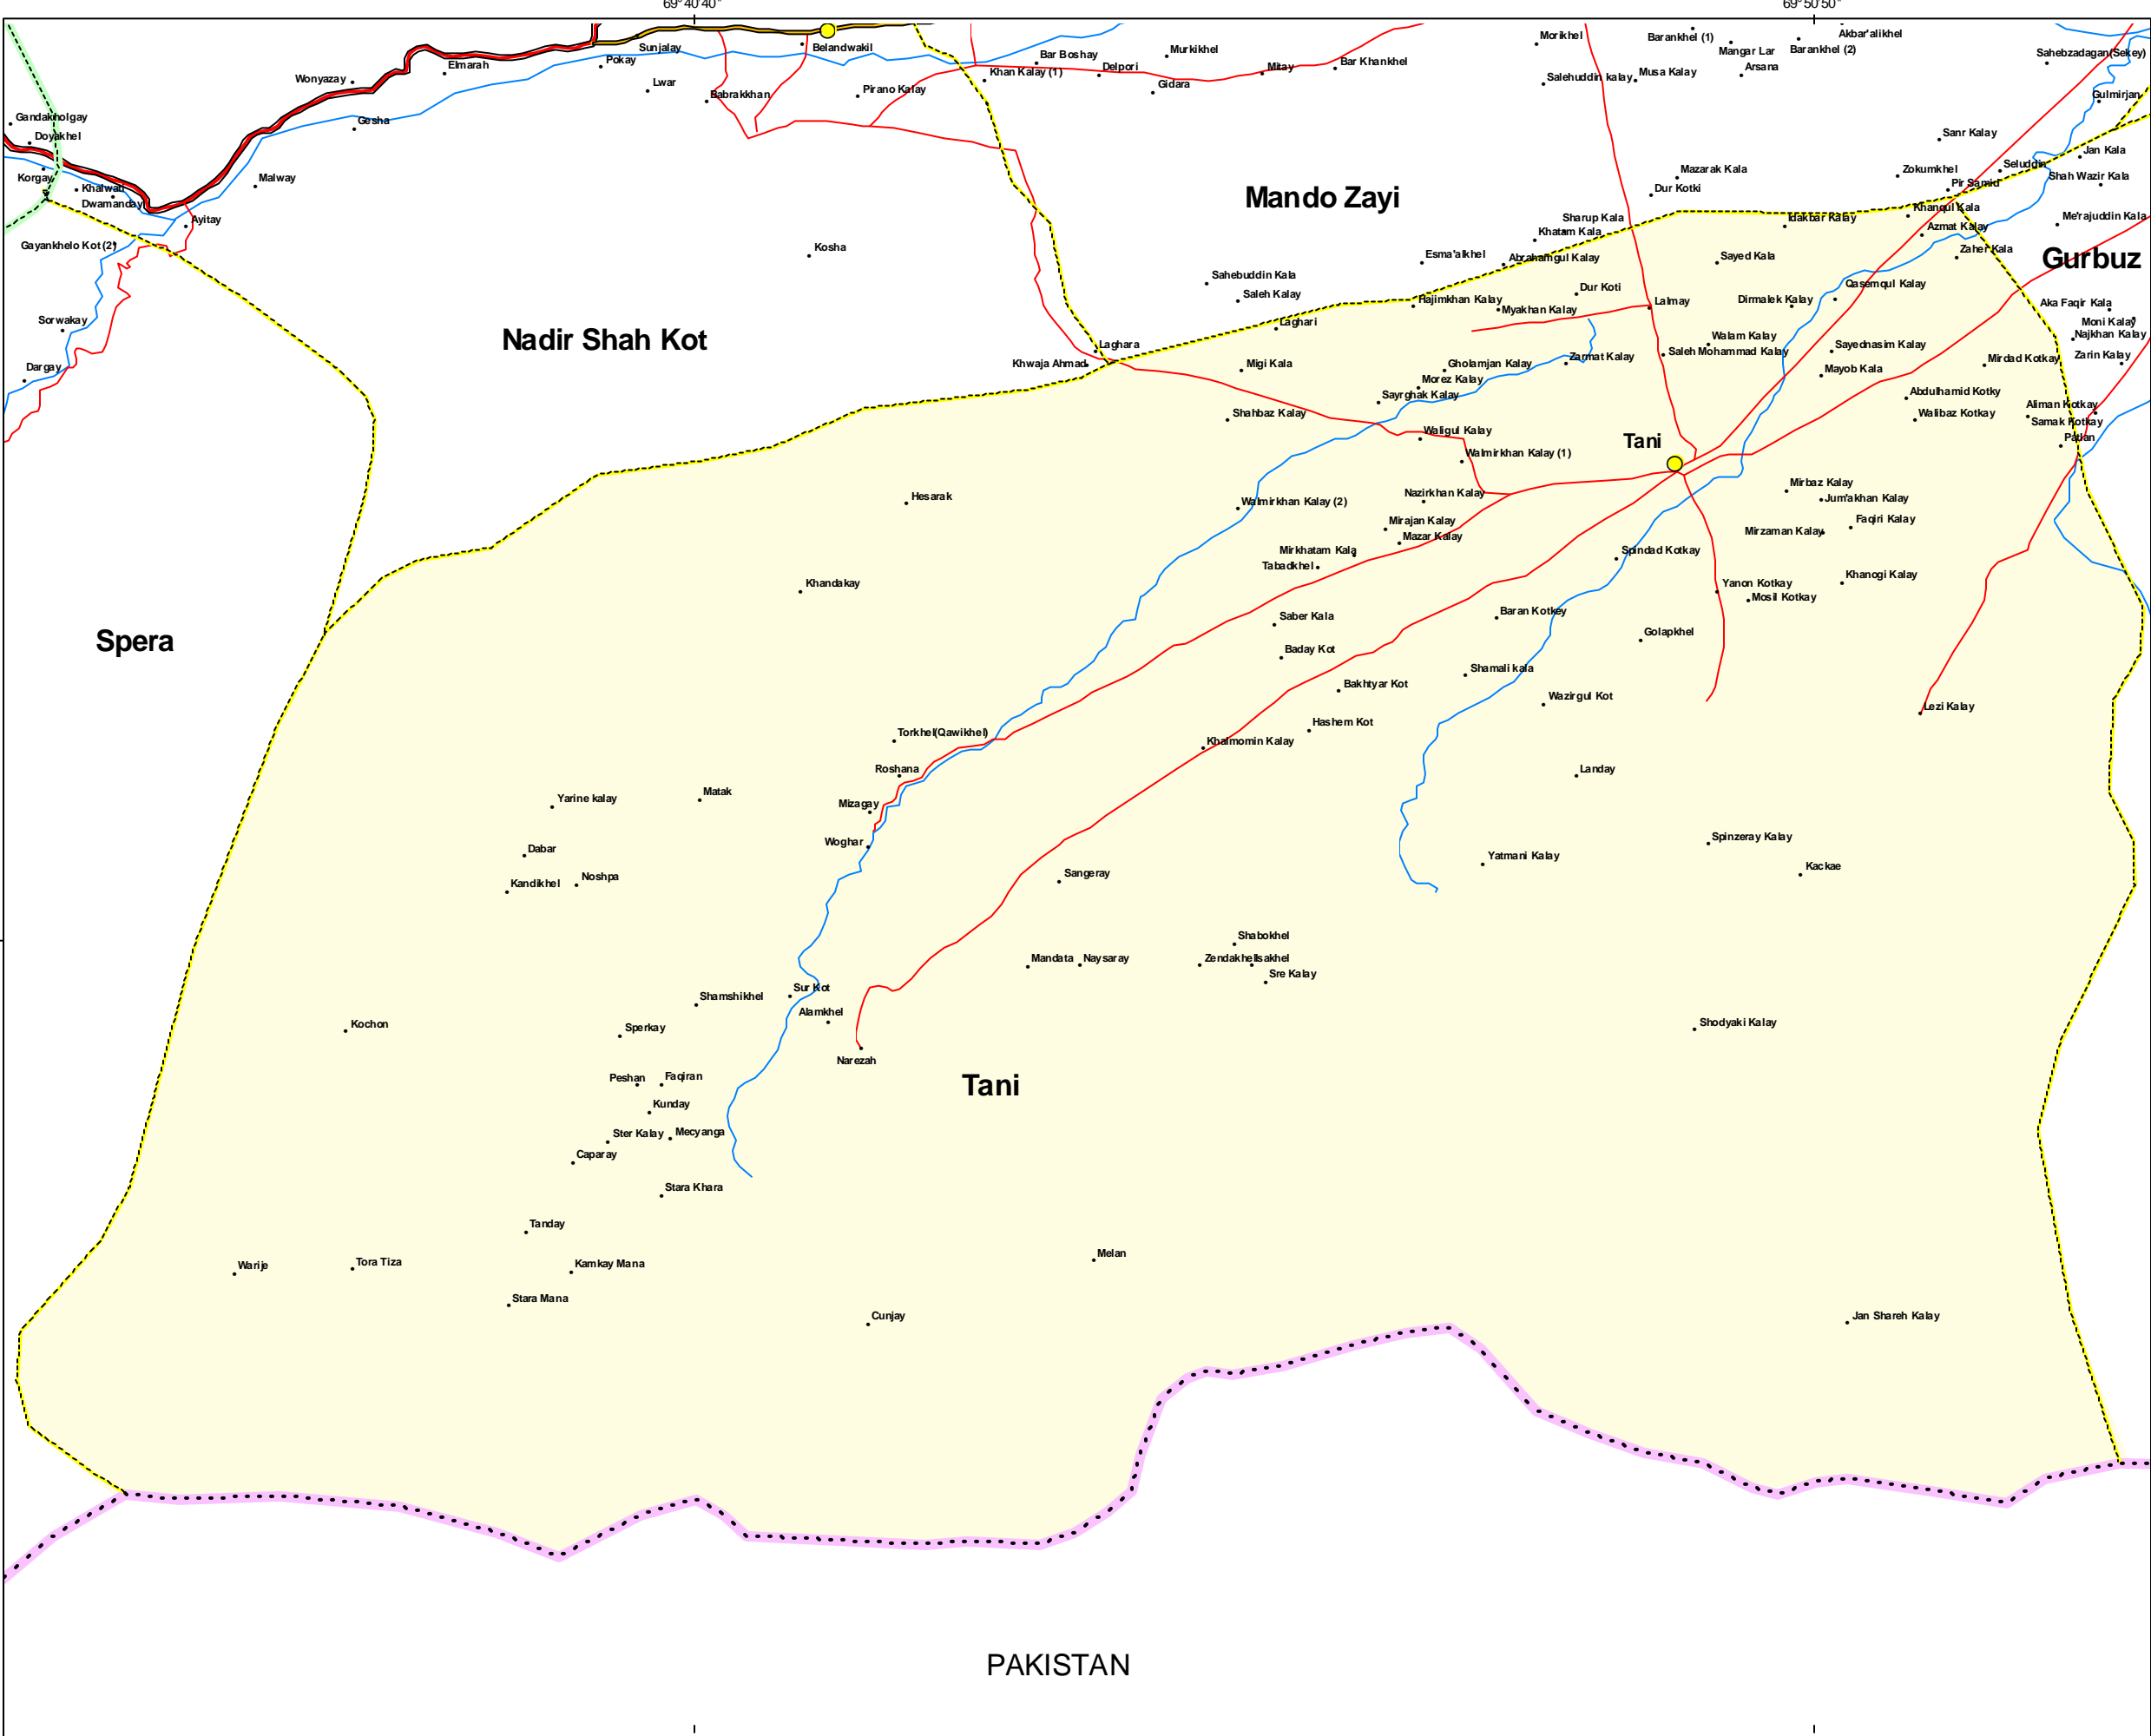 69°40'40"
69°50'50"
Sunjalay
Belandwakil
Murkikhel
Morikhel
Barankhel (1)
Mangar Lar
Barankhel (2)
Akbar'alikhel
Sahebzadagan(Sekey)
Wonyazay
Elmarah
Pokay
Lwar
Babrakkhan
Pirano Kalay
Khan Kalay (1)
Bar Boshay
Delpori
Gidara
Mitay
Bar Khankhel
Salehuddin kalay
Musa Kalay
Arsana
Gulmirjan
Gandakholgay
Doyakhel
Gesha
Sanr Kalay
Jan Kala
Korgay
Khalwati
Dwamanday
Malway
Mazarak Kala
Dur Kotki
Zokumkhel
Seluddin
Pir Samid
Shah Wazir Kala
Mando Zayi
Ayitay
Gayankhelo Kot(2)
Kosha
Sharup Kala
Khatam Kala
Idakbar Kalay
Khanqul Kala
Azmat Kalay
Me'rajuddin Kala
Zaher Kala
Gurbuz
Esma'alkhel
Abrahamgul Kalay
Sayed Kala
Sahebuddin Kala
Saleh Kalay
Dur Koti
Hajimkhan Kalay
Myakhan Kalay
Lalmay
Dirmalek Kalay
Qasemqul Kalay
Aka Faqir Kala
Moni Kalay
Najkhan Kalay
Sorwakay
Nadir Shah Kot
Laghari
Laghara
Khwaja Ahmad
Migi Kala
Gholamjan Kalay
Zarmat Kalay
Walam Kalay
Saleh Mohammad Kalay
Sayednasim Kalay
Mirdad Kotkay
Zarin Kalay
Dargay
Morez Kalay
Sayrghak Kalay
Mayob Kala
Abdulhamid Kotky
Aliman Kotkay
Shahbaz Kalay
Walibaz Kotkay
Samak Kotkay
Waligul Kalay
Tani
Patlan
Walmirkhan Kalay (1)
Hesarak
Walmirkhan Kalay (2)
Nazirkhan Kalay
Mirbaz Kalay
Jum'akhan Kalay
Mirajan Kalay
Mazar Kalay
Faqiri Kalay
Mirzaman Kalay
Mirkhatam Kala
Tabadkhel
Spindad Kotkay
Khandakay
Yanon Kotkay
Mosil Kotkay
Khanogi Kalay
Spera
Saber Kala
Baran Kotkey
Golapkhel
Baday Kot
Shamali kala
Bakhtyar Kot
Wazirgul Kot
Lezi Kalay
Torkhel(Qawikhel)
Hashem Kot
Khalmomin Kalay
Roshana
Landay
Yarine kalay
Matak
Mizagay
Woghar
Spinzeray Kalay
Dabar
Yatmani Kalay
Kackae
Kandikhel
Noshpa
Sangeray
Shabokhel
Mandata
Naysaray
Zendakhel
Isakhel
Sre Kalay
Shamshikhel
Sur Kot
Alamkhel
Kochon
Sperkay
Shodyaki Kalay
Narezah
Peshan
Faqiran
Tani
Kunday
Ster Kalay
Mecyanga
Caparay
Stara Khara
Tanday
Melan
Warije
Tora Tiza
Kamkay Mana
Stara Mana
Cunjay
Jan Shareh Kalay
PAKISTAN